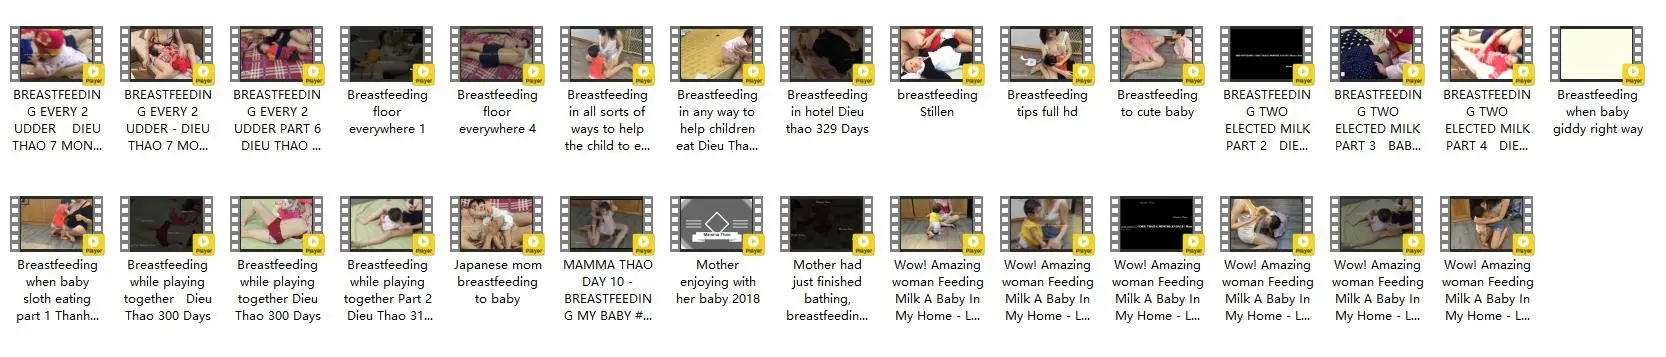 BREASTFEEDIN
G EVERY 2
UDDER DIEU
THAO 7 MON...
BREASTFEEDIN
G EVERY 2
UDDER - DIEU
THAO 7 MO...
BREASTFEEDIN
G EVERY 2
UDDER PART 6
DIEU THAO ...
Breastfeeding
floor
everywhere 1
Breastfeeding
floor
everywhere 4
Breastfeeding
in all sorts of
ways to help
the child to e...
Breastfeeding
in any way to
help children
eat Dieu Tha...
Breastfeeding
in hotel Dieu
thao 329 Days
breastfeeding
Stillen
Breastfeeding
tips full hd
Breastfeeding
to cute baby
BREASTFEEDIN
G TWO
ELECTED MILK
PART 2 DIE...
BREASTFEEDIN
G TWO
ELECTED MILK
PART 3 BAB...
BREASTFEEDIN
G TWO
ELECTED MILK
PART 4 DIE...
Breastfeeding
when baby
giddy right way
Breastfeeding
when baby
sloth eating
part 1 Thanh...
Breastfeeding
while playing
together Dieu
Thao 300 Days
Breastfeeding
while playing
together Dieu
Thao 300 Days
Breastfeeding
while playing
together Part 2
Dieu Thao 31...
Japanese mom
breastfeeding
to baby
MAMMA THAO
DAY 10 -
BREASTFEEDIN
G MY BABY #...
Mamma Thao
Mother
enjoying with
her baby 2018
Mother had
just finished
bathing,
breastfeedin...
Wow! Amazing
woman Feeding
Milk A Baby In
My Home - L...
Wow! Amazing
woman Feeding
Milk A Baby In
My Home - L...
Wow! Amazing
woman Feeding
Milk A Baby In
My Home - L...
Wow! Amazing
woman Feeding
Milk A Baby In
My Home - L...
Wow! Amazing
woman Feeding
Milk A Baby In
My Home - L...
Wow! Amazing
woman Feeding
Milk A Baby In
My Home - L...